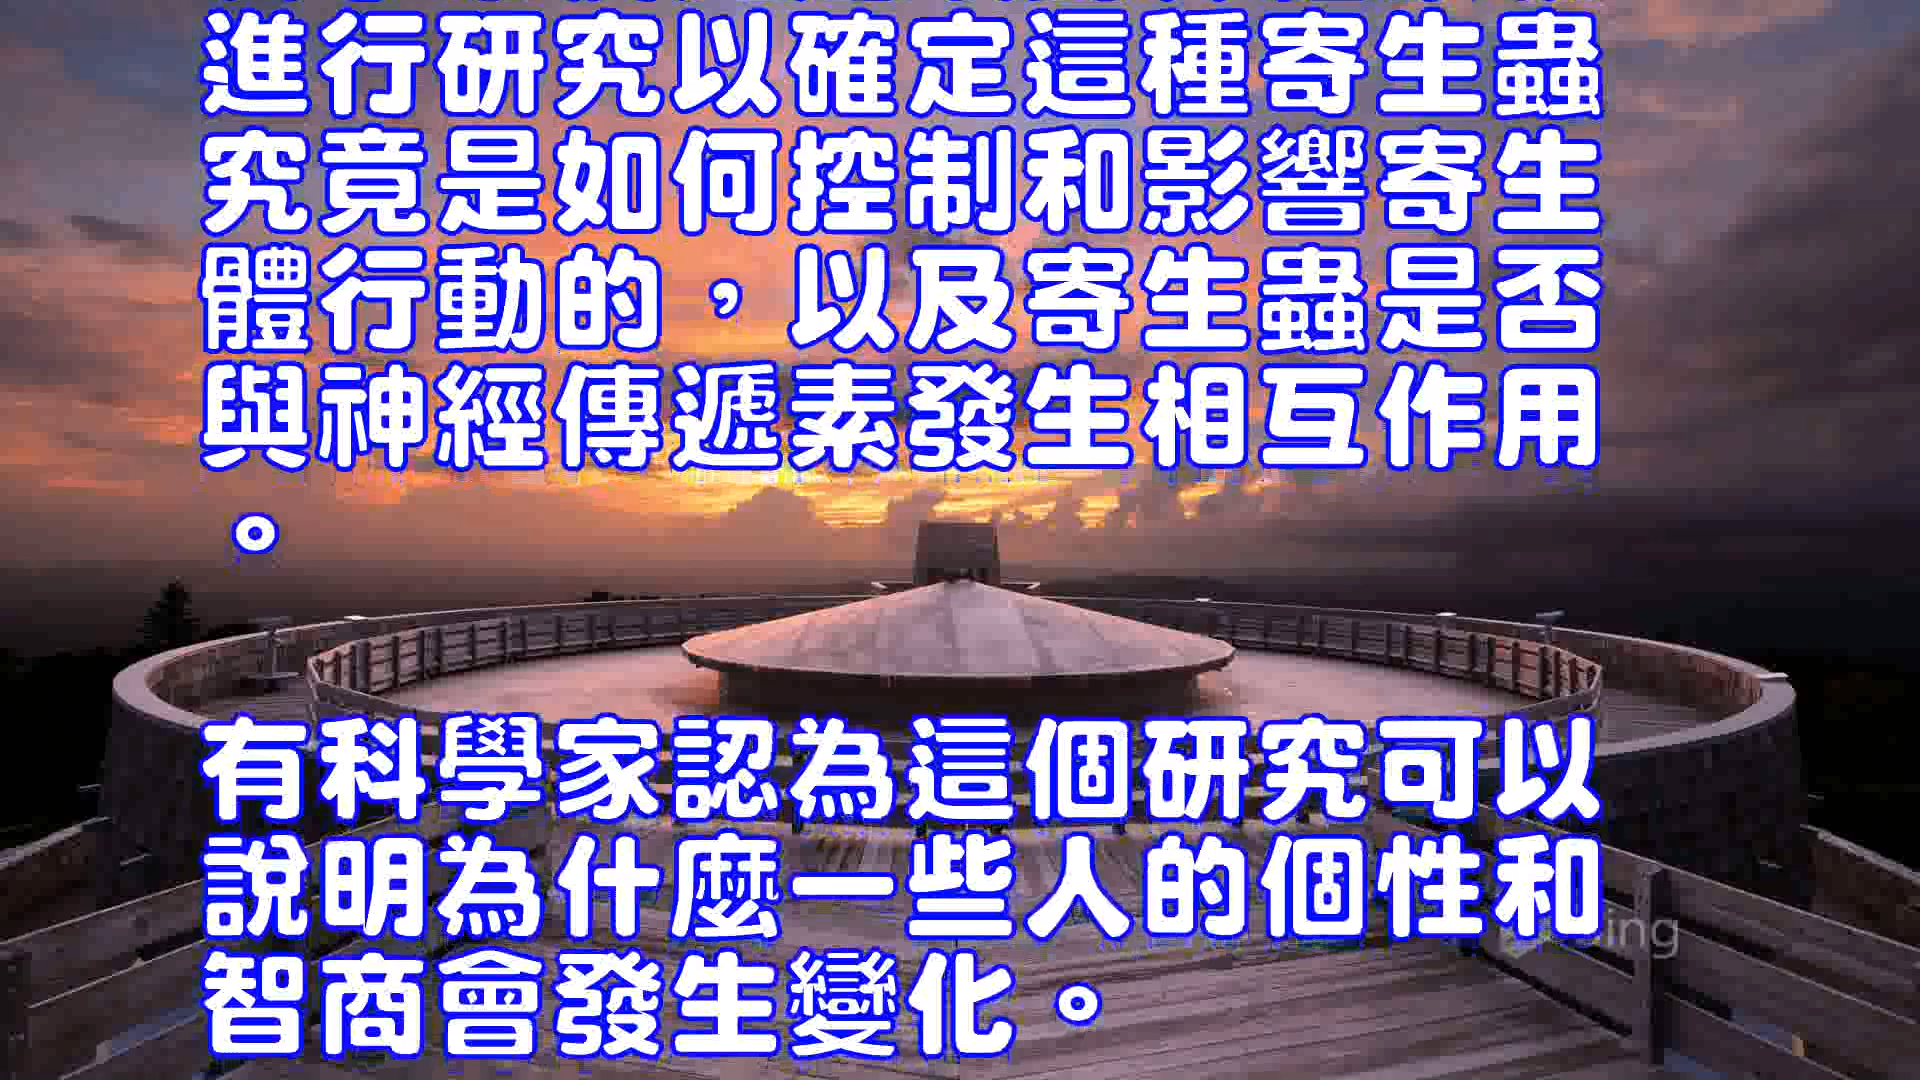 進行研究以確定這種寄生蟲
究竟是如何控制和影響寄生
體行動的，以及寄生蟲是否
與神經傳遞素發生相互作用
。
有科學家認為這個研究可以
說明為什麼一些人的個性和
智商會發生變化。